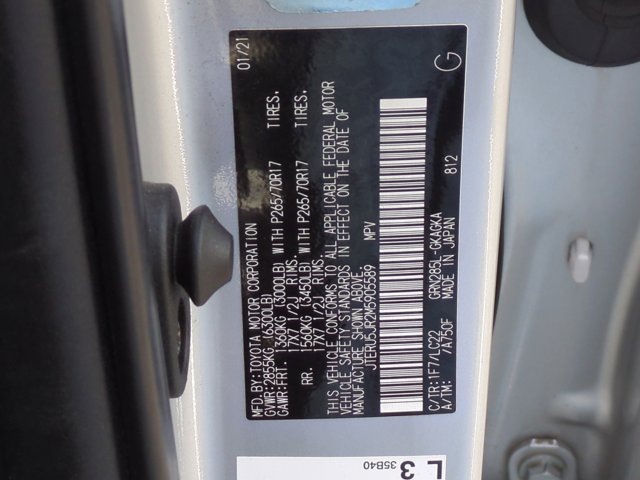 MFD.BY:TOYOTA MOTOR CORPORATION 01/21
GVWR:2855KG (6300LB)
GAWR:FRT. 1360KG (3000LB) WITH P265/70R17 TIRES.
17X7 1/2J RIMS.
RR. 1560KG (3450LB) WITH P265/70R17 TIRES.
17X7 1/2J RIMS.
THIS VEHICLE CONFORMS TO ALL APPLICABLE FEDERAL MOTOR
VEHICLE SAFETY STANDARDS IN EFFECT ON THE DATE OF
MANUFACTURE SHOWN ABOVE.
JTERU5JR2M5905589 MPV
C/TR:1F7/LC22 GRN285L-GKAGKA
A/TM: /A750F MADE IN JAPAN 812
G
L 3
35B40